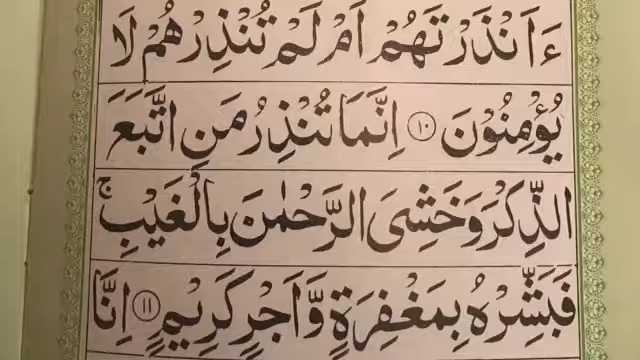 ءَاَنْذَرْتَهُمْ اَمْ لَمْ تُنْذِرْهُمْ لَا
يُؤْمِنُوْنَ ۝١٠ اِنَّمَا تُنْذِرُ مَنِ اتَّبَعَ
الذِّكْرَ وَخَشِىَ الرَّحْمٰنَ بِالْغَيْبِ ۚ
فَبَشِّرْهُ بِمَغْفِرَةٍ وَّاَجْرٍ كَرِيْمٍ ۝١١ اِنَّا